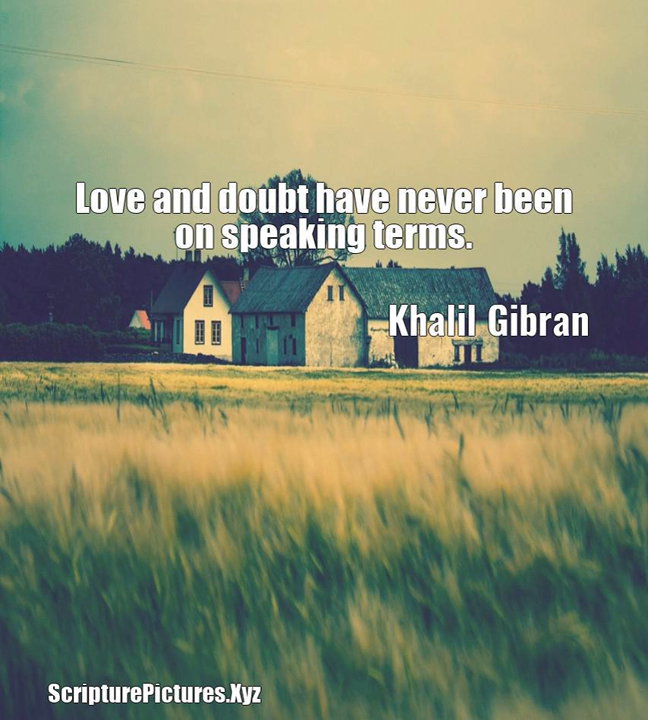 Love and doubt have never been
on speaking terms.
Khalil Gibran
ScripturePictures.Xyz